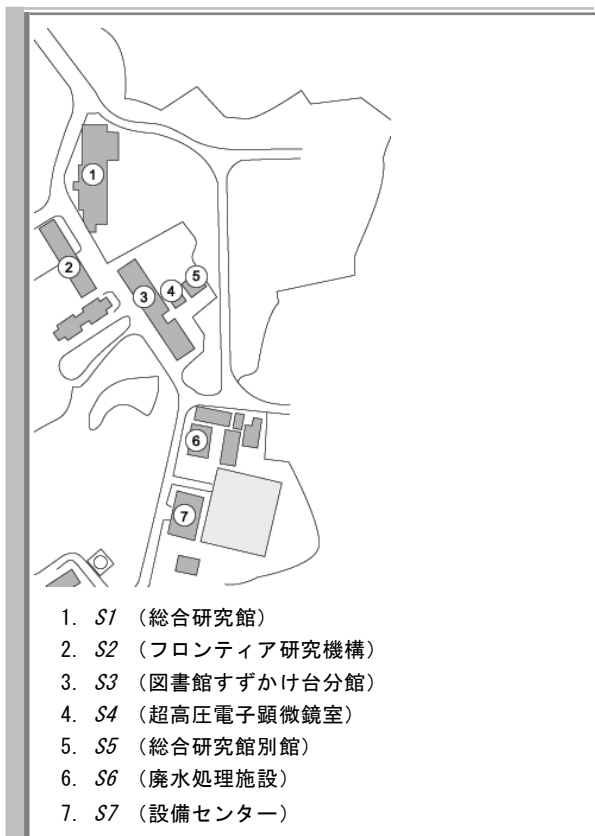 1
2
3
4
5
6
7
1. S1 （総合研究館）
2. S2 （フロンティア研究機構）
3. S3 （図書館すずかけ台分館）
4. S4 （超高圧電子顕微鏡室）
5. S5 （総合研究館別館）
6. S6 （廃水処理施設）
7. S7 （設備センター）